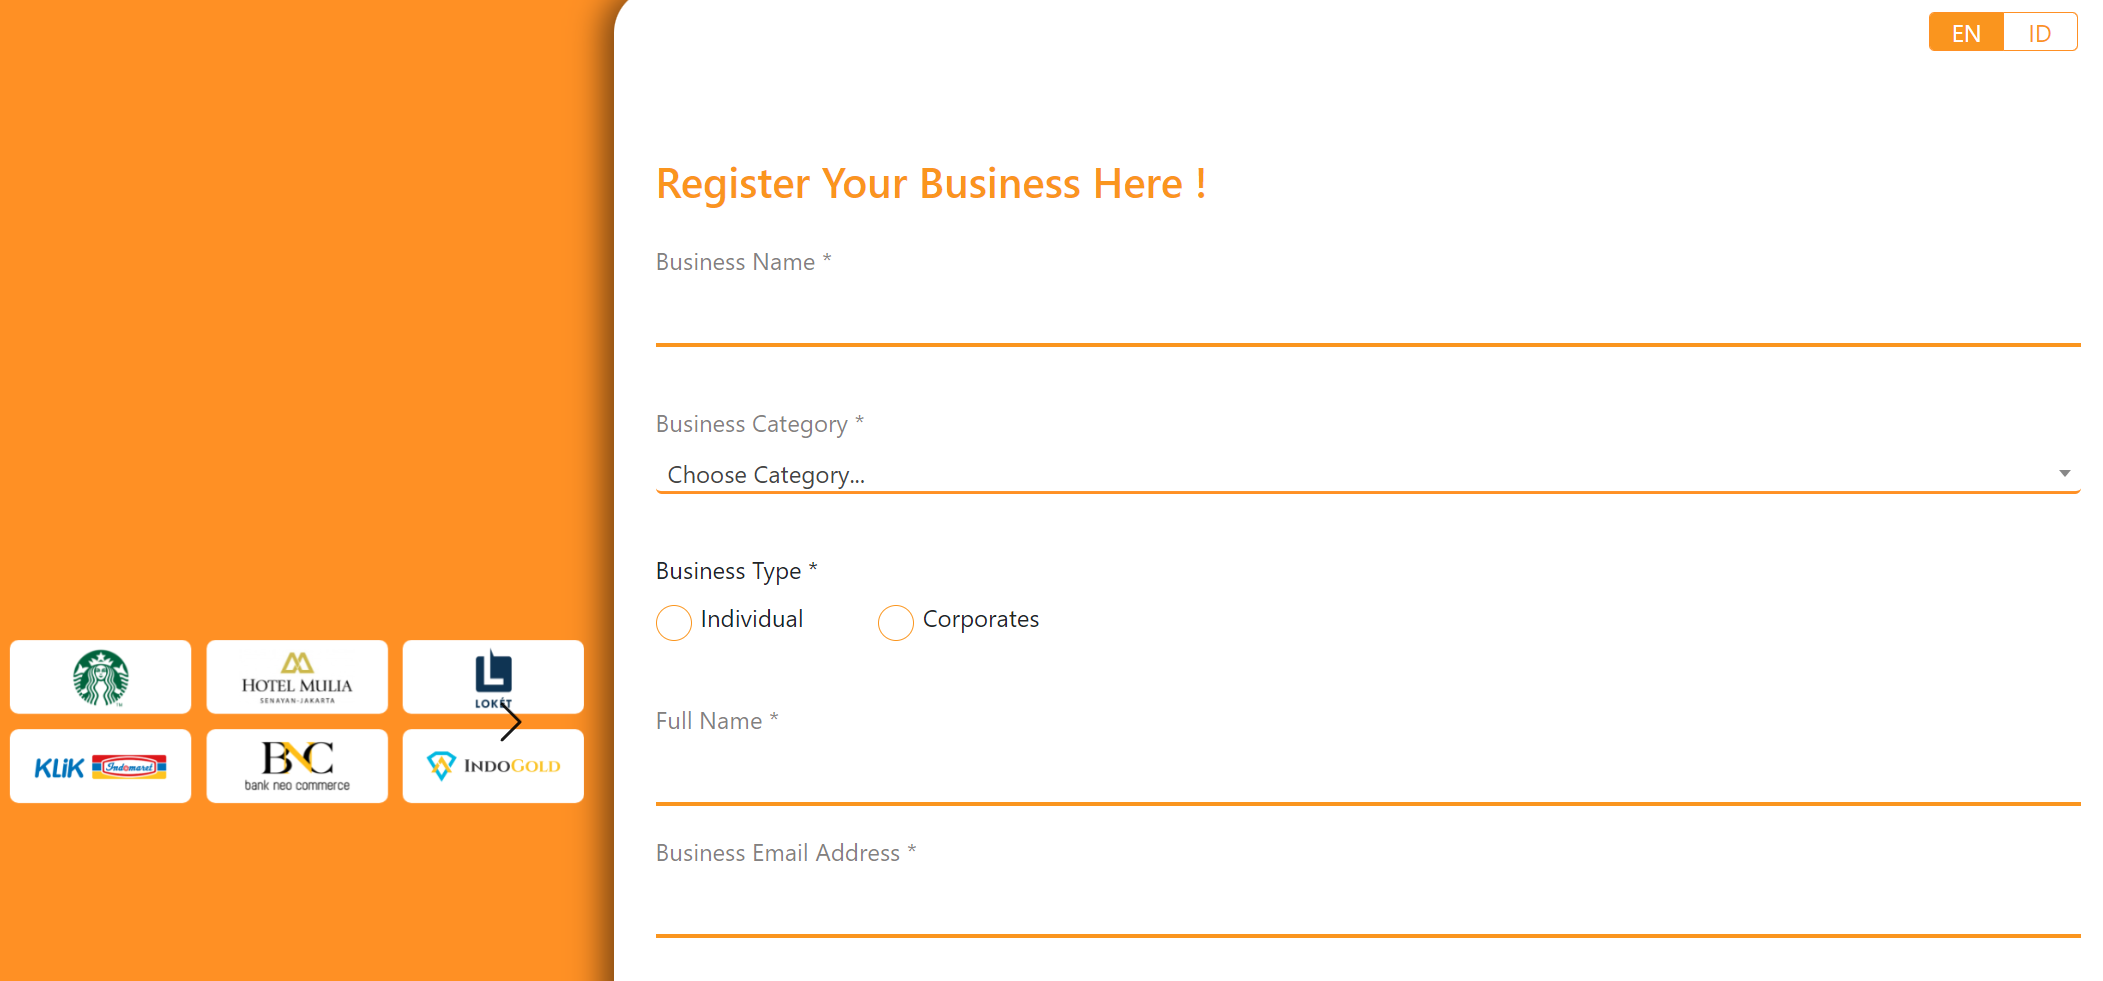 EN ID
Register Your Business Here !
Business Name *
Business Category *
Choose Category...
Business Type *
Individual Corporates
Full Name *
Business Email Address *
HOTEL MULIA
SENAYAN-JAKARTA
LOKÉT
KLiK Indomaret
BNC
bank neo commerce
INDOGOLD